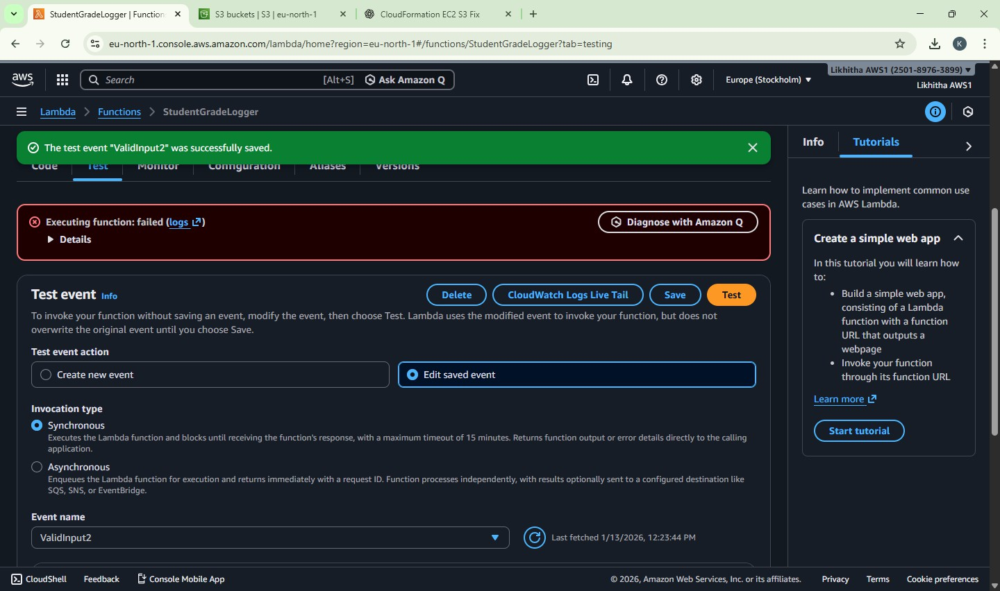 StudentGradeLogger | Function
S3 buckets | S3 | eu-north-1
CloudFormation EC2 S3 Fix
eu-north-1.console.aws.amazon.com/lambda/home?region=eu-north-1#/functions/StudentGradeLogger?tab=testing
K
aws
Search
[Alt+S]
Ask Amazon Q
Europe (Stockholm)
Likhitha AWS1 (2501-8976-3899)
Likhitha AWS1
Lambda
Functions
StudentGradeLogger
The test event "ValidInput2" was successfully saved.
Code
Test
Monitor
Configuration
Aliases
Versions
Executing function: failed (logs)
Diagnose with Amazon Q
Details
Test event
Info
Delete
CloudWatch Logs Live Tail
Save
Test
To invoke your function without saving an event, modify the event, then choose Test. Lambda uses the modified event to invoke your function, but does not
overwrite the original event until you choose Save.
Test event action
Create new event
Edit saved event
Invocation type
Synchronous
Executes the Lambda function and blocks until receiving the function's response, with a maximum timeout of 15 minutes. Returns function output or error details directly to the calling
application.
Asynchronous
Enqueues the Lambda function for execution and returns immediately with a request ID. Function processes independently, with results optionally sent to a configured destination like
SQS, SNS, or EventBridge.
Event name
ValidInput2
Last fetched 1/13/2026, 12:23:44 PM
Info
Tutorials
Learn how to implement common use
cases in AWS Lambda.
Create a simple web app
In this tutorial you will learn how
to:
• Build a simple web app,
consisting of a Lambda
function with a function
URL that outputs a
webpage
• Invoke your function
through its function URL
Learn more
Start tutorial
CloudShell
Feedback
Console Mobile App
© 2026, Amazon Web Services, Inc. or its affiliates.
Privacy
Terms
Cookie preferences